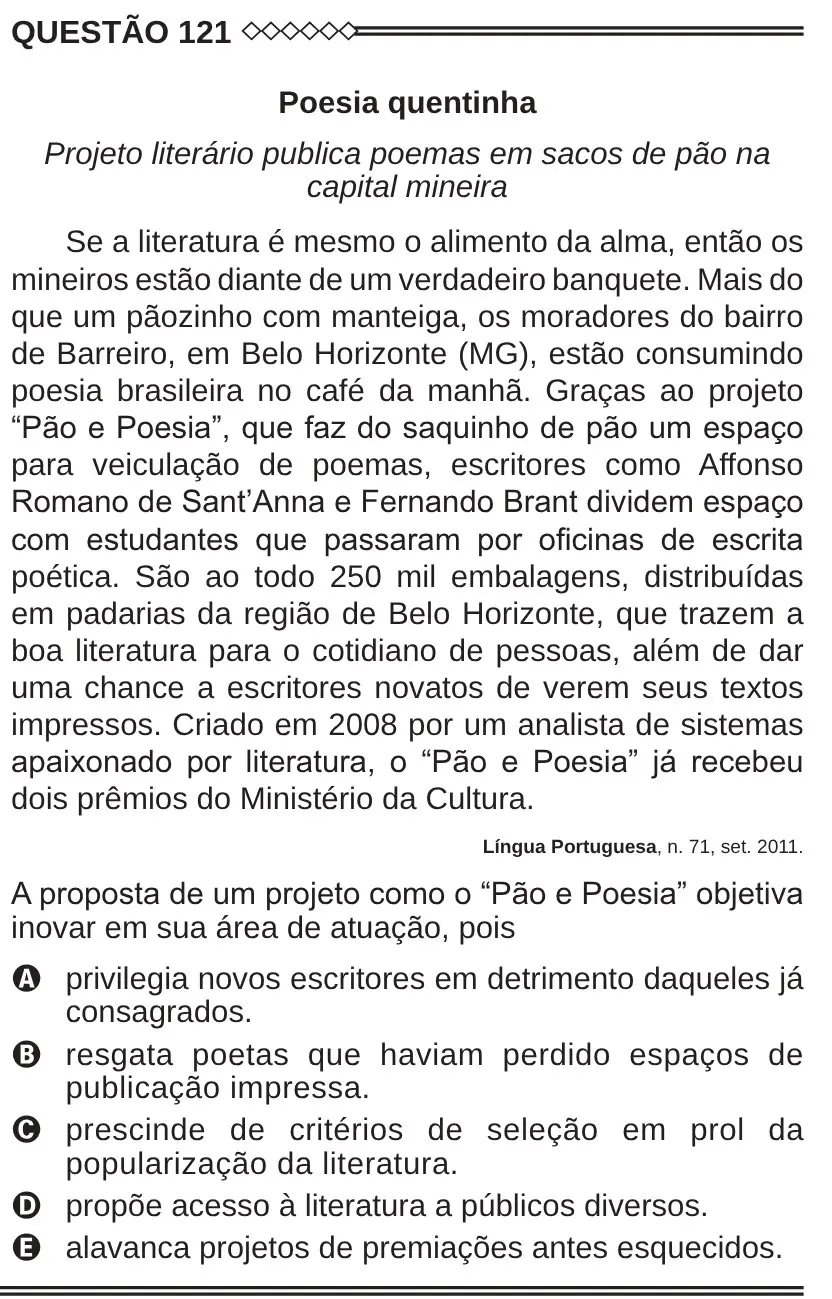 QUESTÃO 121
Poesia quentinha
Projeto literário publica poemas em sacos de pão na
capital mineira
Se a literatura é mesmo o alimento da alma, então os
mineiros estão diante de um verdadeiro banquete. Mais do
que um pãozinho com manteiga, os moradores do bairro
de Barreiro, em Belo Horizonte (MG), estão consumindo
poesia brasileira no café da manhã. Graças ao projeto
“Pão e Poesia”, que faz do saquinho de pão um espaço
para veiculação de poemas, escritores como Affonso
Romano de Sant’Anna e Fernando Brant dividem espaço
com estudantes que passaram por oficinas de escrita
poética. São ao todo 250 mil embalagens, distribuídas
em padarias da região de Belo Horizonte, que trazem a
boa literatura para o cotidiano de pessoas, além de dar
uma chance a escritores novatos de verem seus textos
impressos. Criado em 2008 por um analista de sistemas
apaixonado por literatura, o “Pão e Poesia” já recebeu
dois prêmios do Ministério da Cultura.
Língua Portuguesa, n. 71, set. 2011.
A proposta de um projeto como o “Pão e Poesia” objetiva
inovar em sua área de atuação, pois
A privilegia novos escritores em detrimento daqueles já
consagrados.
B resgata poetas que haviam perdido espaços de
publicação impressa.
C prescinde de critérios de seleção em prol da
popularização da literatura.
D propõe acesso à literatura a públicos diversos.
E alavanca projetos de premiações antes esquecidos.